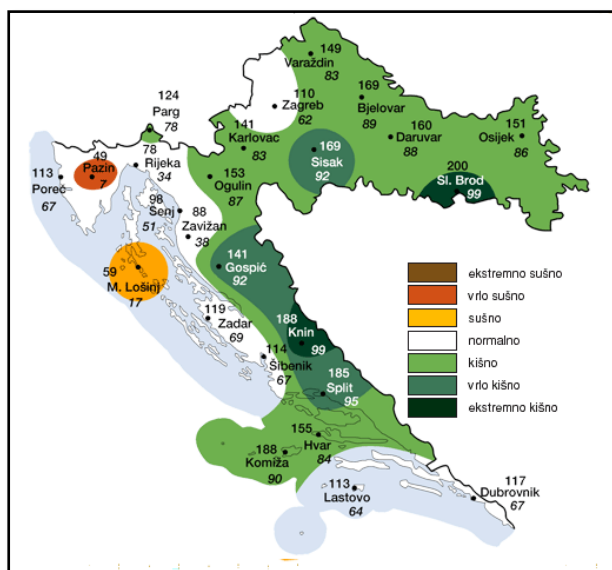 149
Varaždin
83
124
Parg
78
110
Zagreb
62
169
Bjelovar
89
141
Karlovac
83
160
Daruvar
88
151
Osijek
86
169
Sisak
92
200
Sl. Brod
99
113
Poreč
67
49
Pazin
7
78
Rijeka
34
153
Ogulin
87
98
Senj
51
88
Zavižan
38
141
Gospić
92
59
M. Lošinj
17
119
Zadar
69
188
Knin
99
114
Šibenik
67
185
Split
95
155
Hvar
84
188
Komiža
90
113
Lastovo
64
117
Dubrovnik
67
ekstremno sušno
vrlo sušno
sušno
normalno
kišno
vrlo kišno
ekstremno kišno